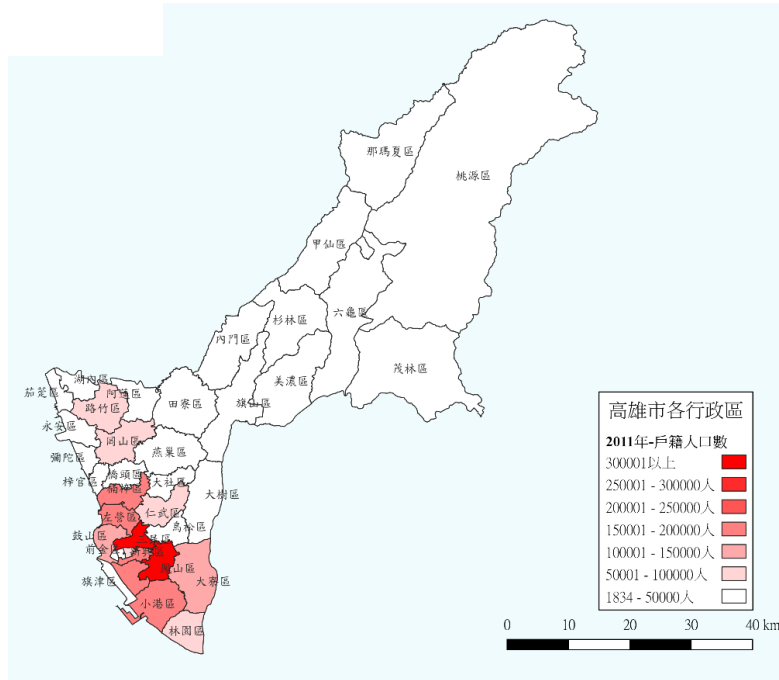 那瑪夏區
桃源區
甲仙區
六龜區
杉林區
內門區
茂林區
美濃區
湖內區
阿蓮區
茄萣區
路竹區
田寮區
旗山區
永安區
岡山區
燕巢區
彌陀區
橋頭區
梓官區
大社區
楠梓區
大樹區
仁武區
左營區
鳥松區
鼓山區
三民區
前金區
新興區
鳳山區
旗津區
大寮區
小港區
林園區
高雄市各行政區
2011年-戶籍人口數
300001以上
250001 - 300000人
200001 - 250000人
150001 - 200000人
100001 - 150000人
50001 - 100000人
1834 - 50000人
0 10 20 30 40 km